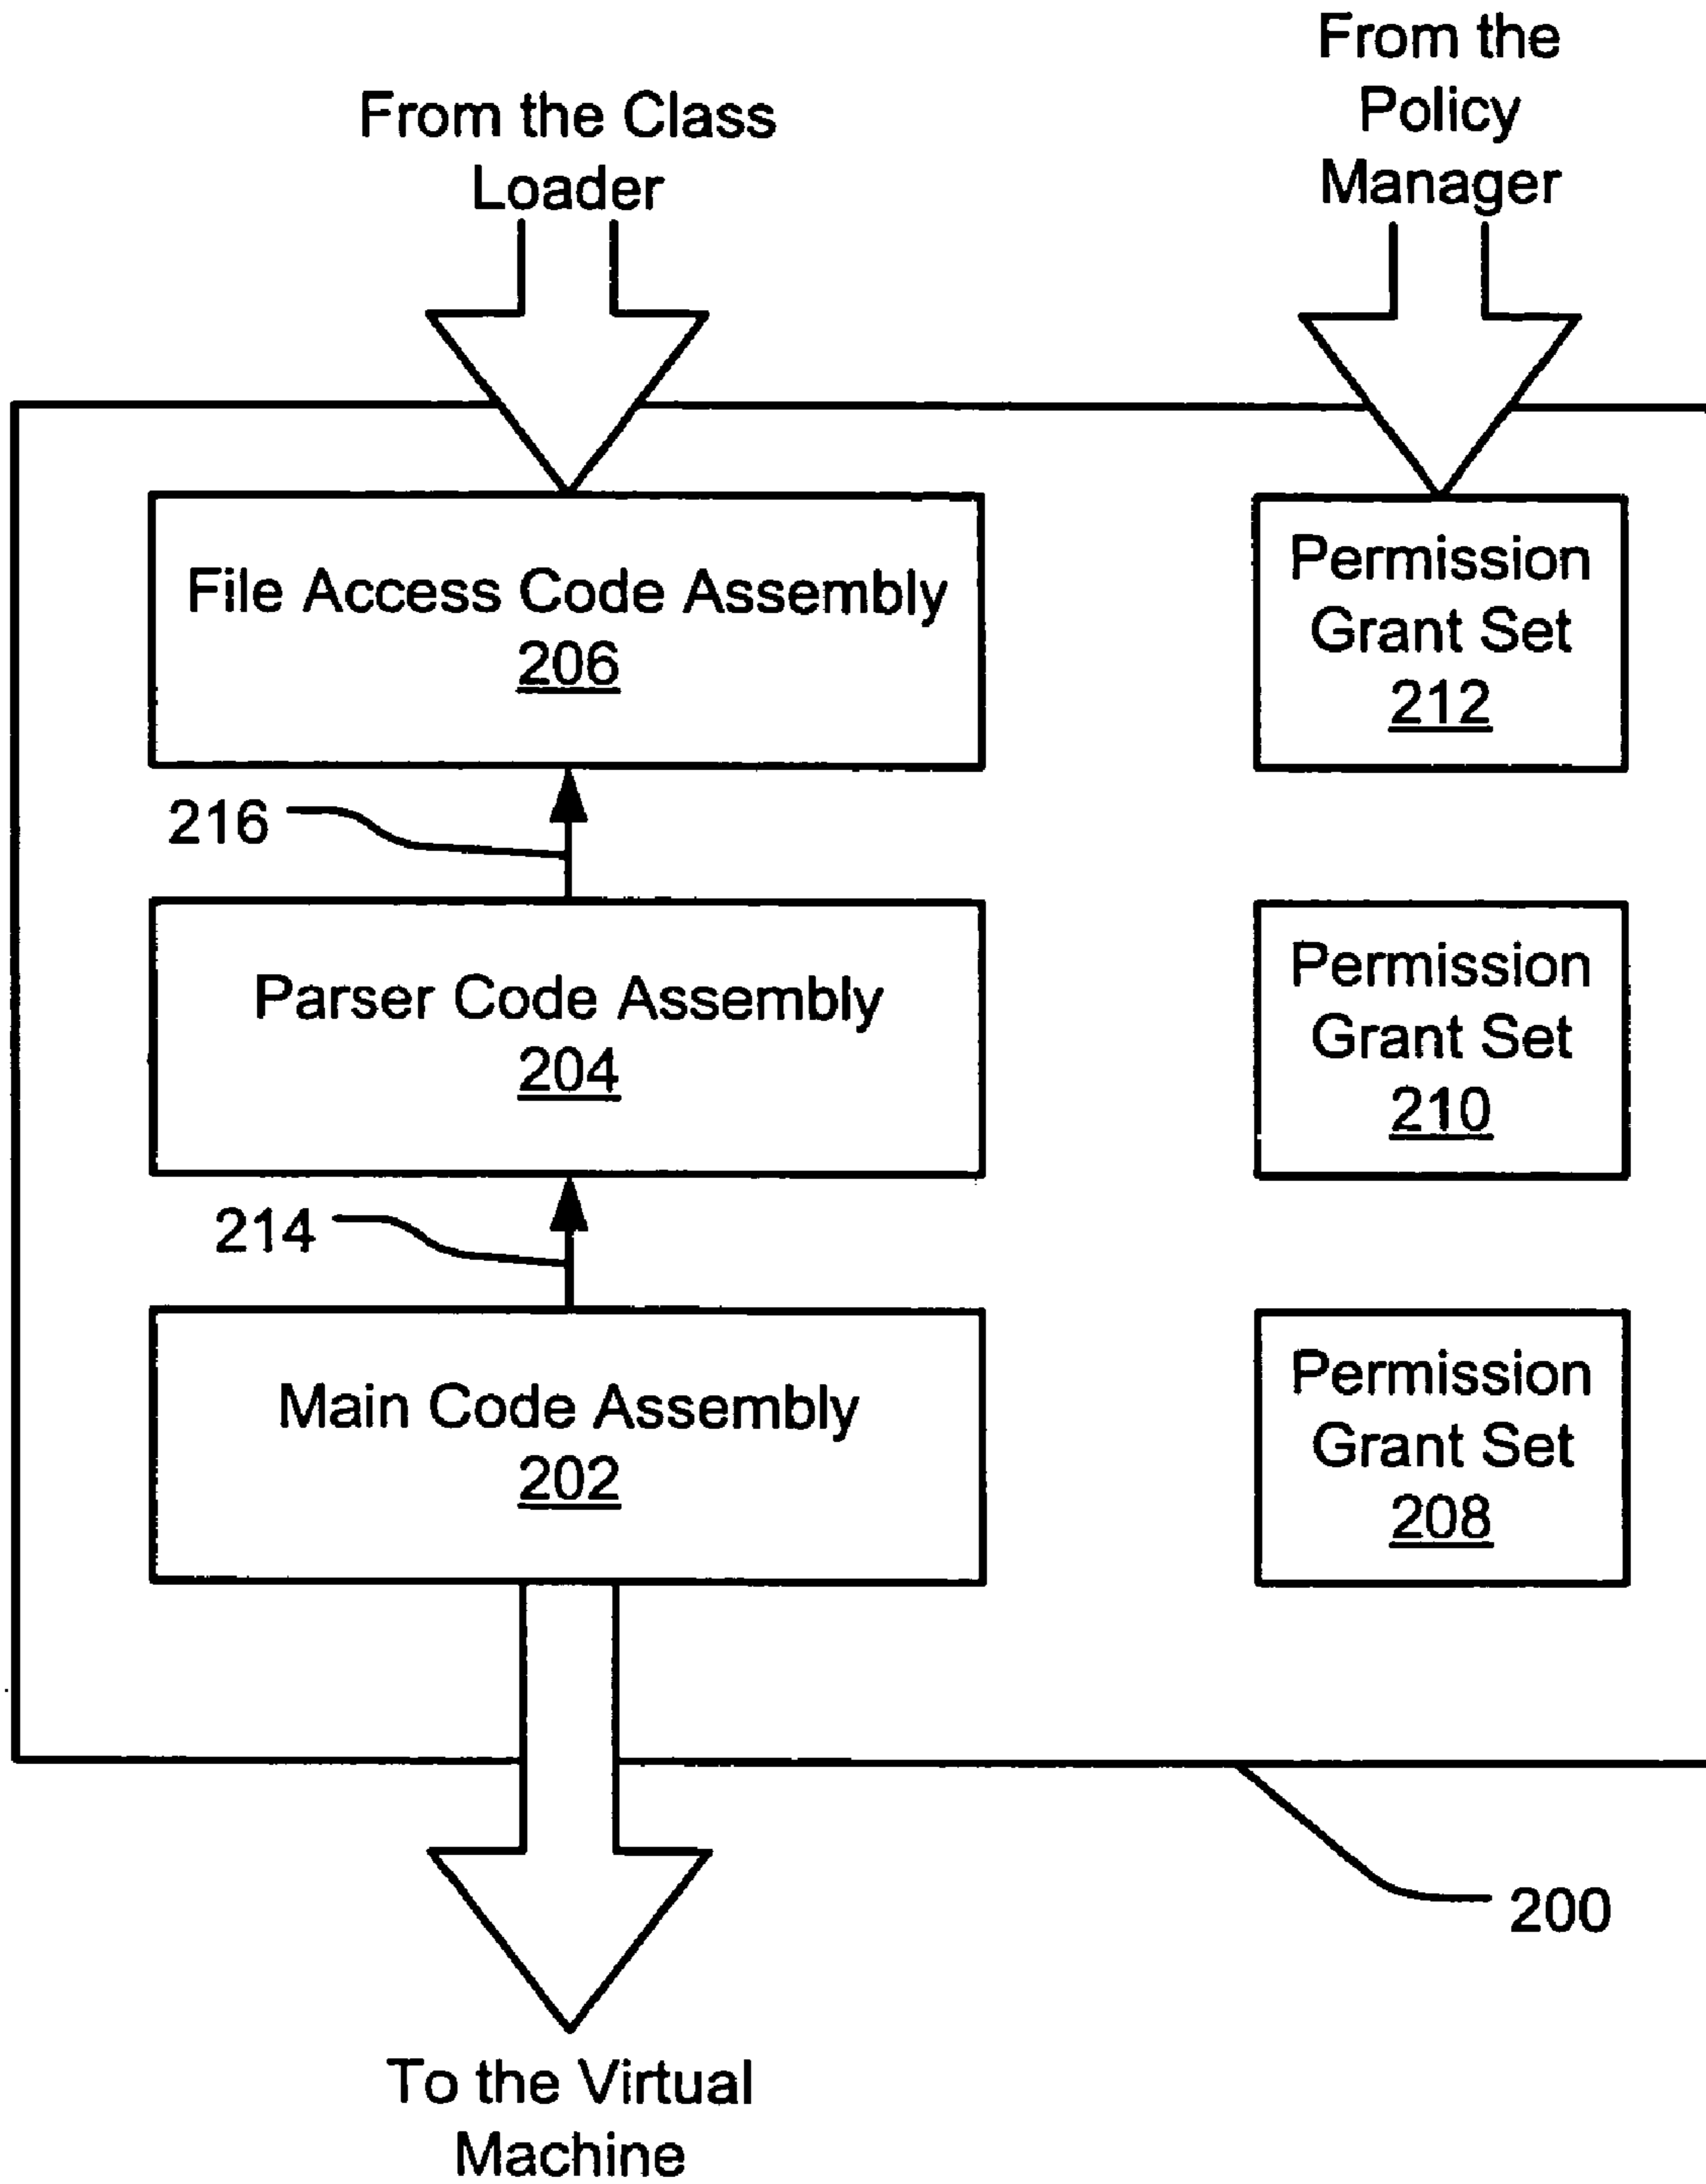 From the Class
Loader
From the
Policy
Manager
File Access Code Assembly
206
Permission
Grant Set
212
216
Parser Code Assembly
204
Permission
Grant Set
210
214
Main Code Assembly
202
Permission
Grant Set
208
200
To the Virtual
Machine